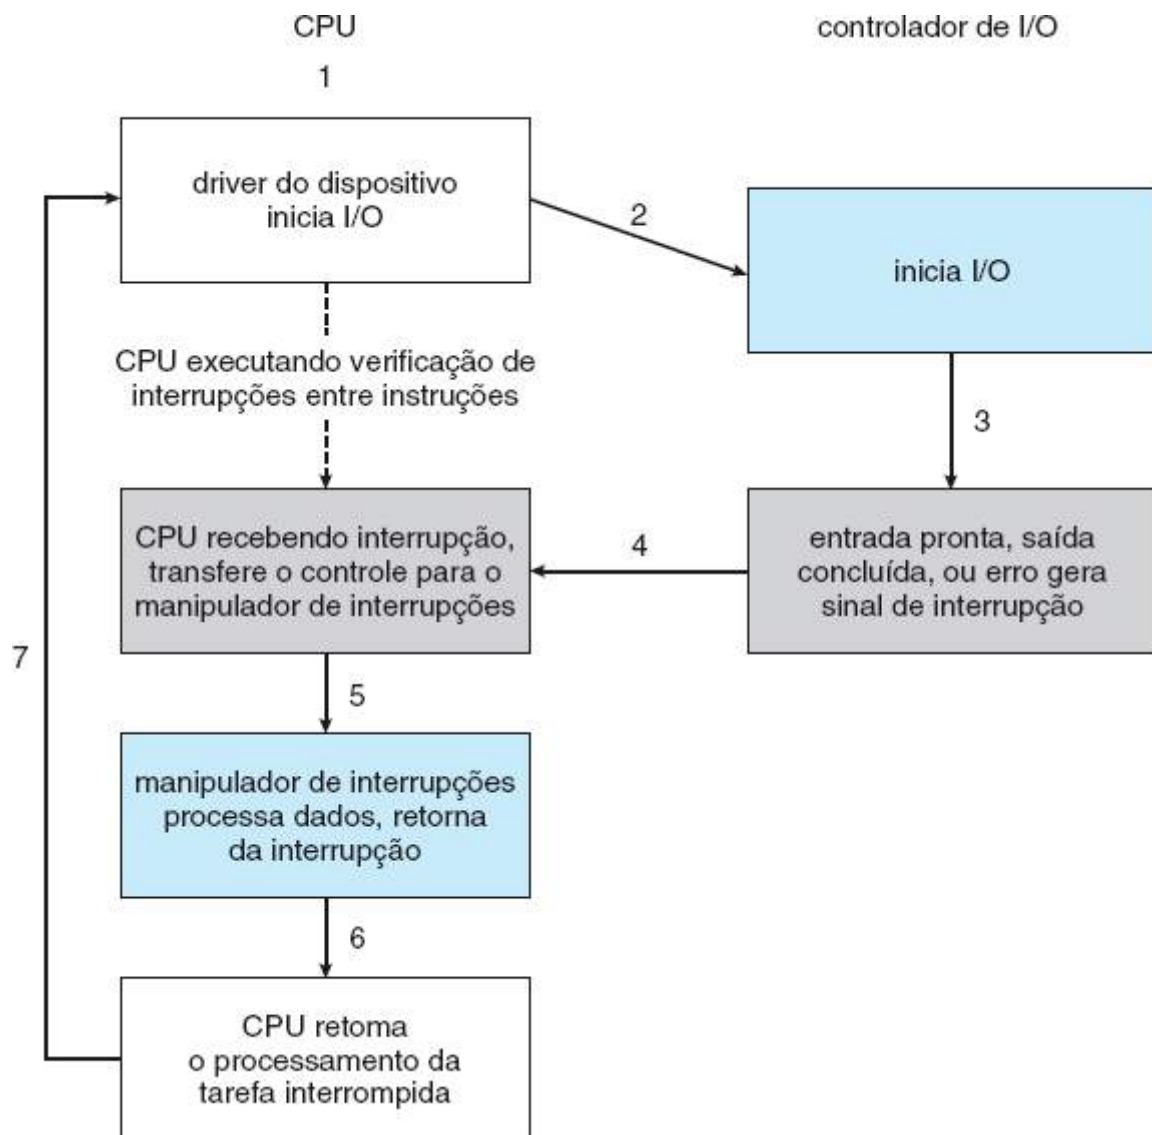 CPU
controlador de I/O
1
driver do dispositivo
inicia I/O
2
inicia I/O
CPU executando verificação de
interrupções entre instruções
3
CPU recebendo interrupção,
transfere o controle para o
manipulador de interrupções
4
entrada pronta, saída
concluída, ou erro gera
sinal de interrupção
7
5
manipulador de interrupções
processa dados, retorna
da interrupção
6
CPU retoma
o processamento da
tarefa interrompida